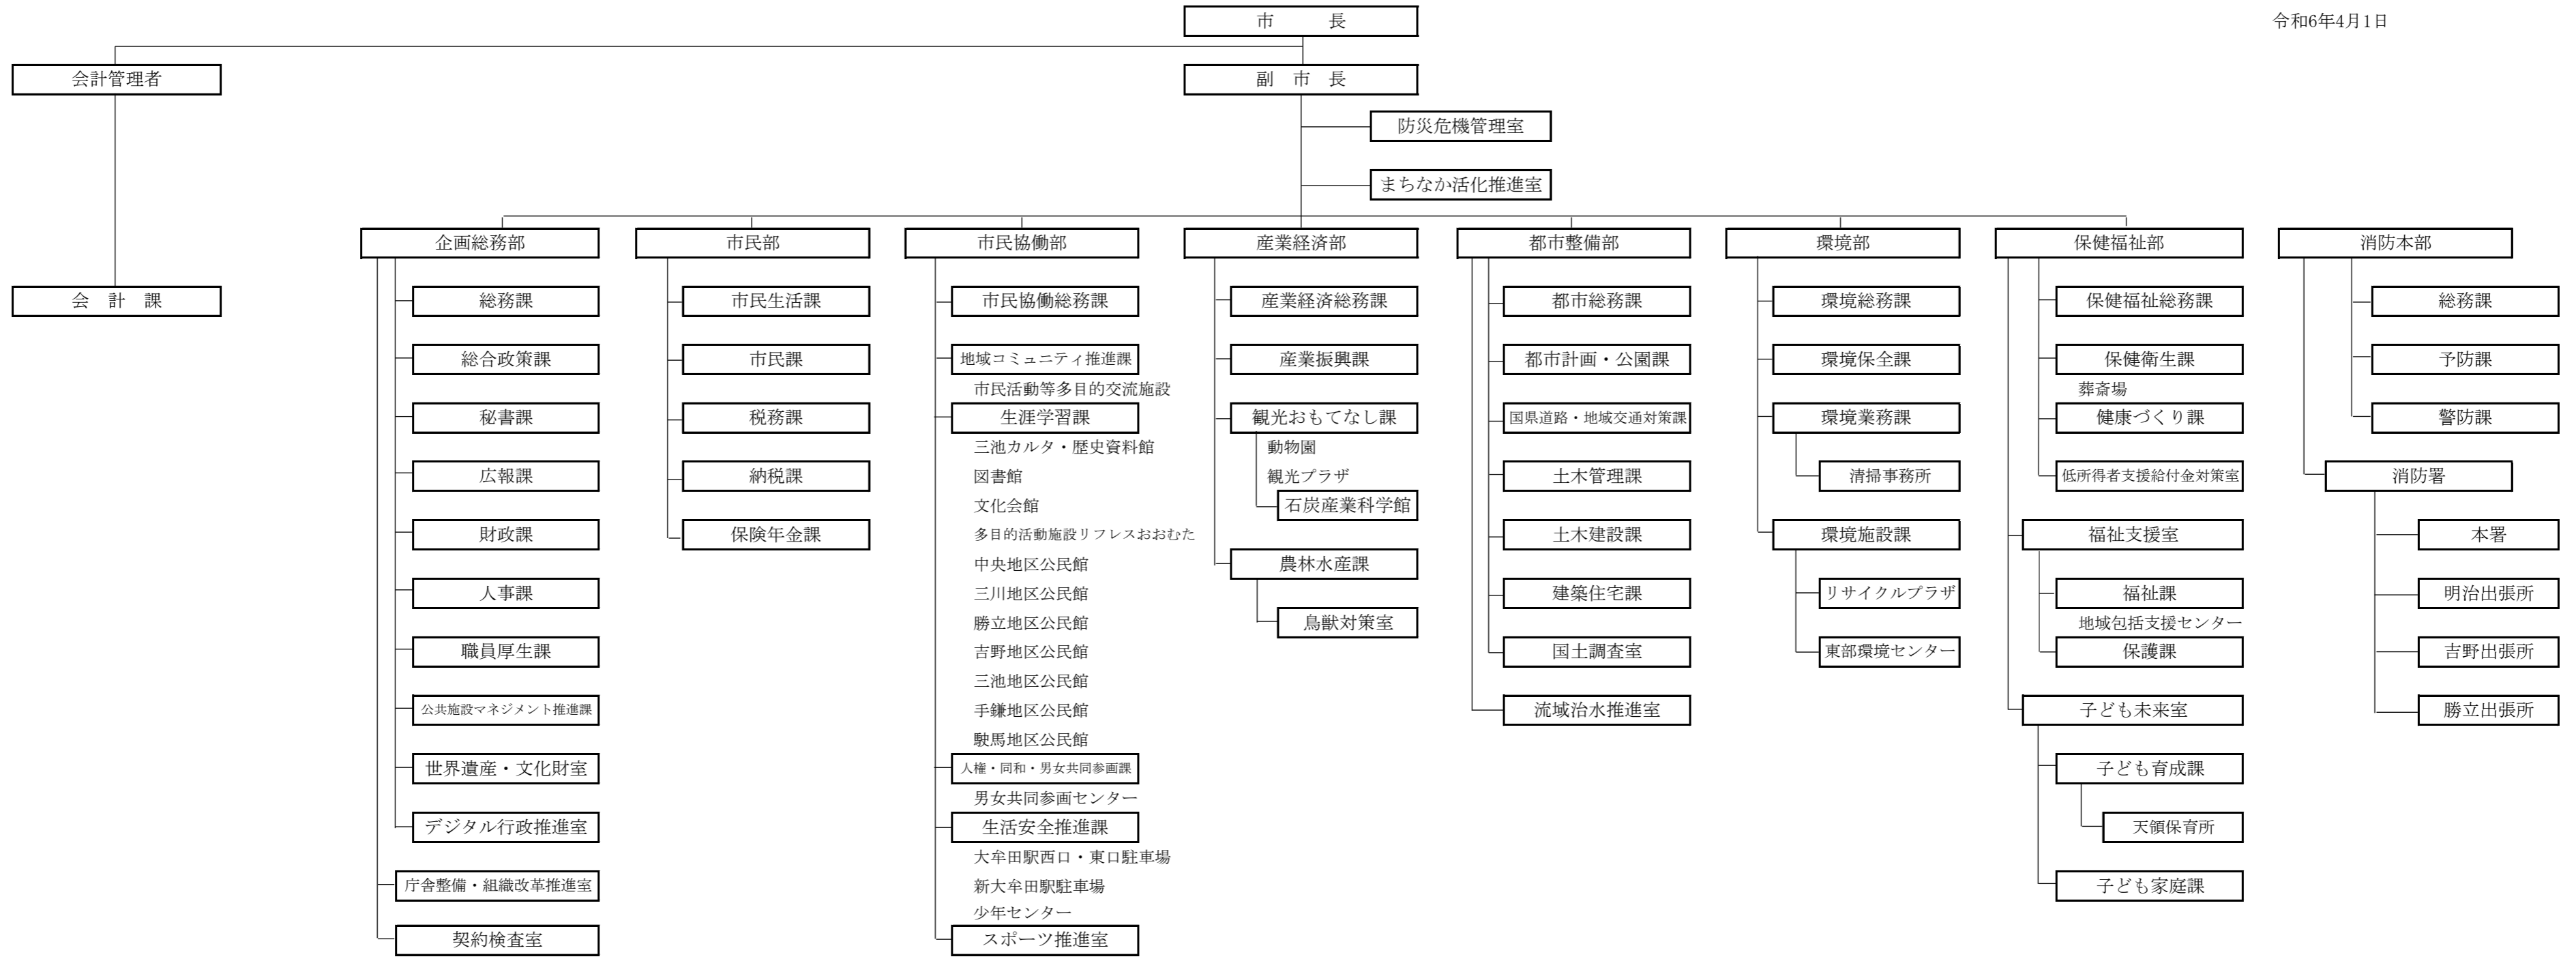 市　長
令和6年4月1日
会計管理者
副　市　長
防災危機管理室
まちなか活化推進室
会　計　課
企画総務部
総務課
総合政策課
秘書課
広報課
財政課
人事課
職員厚生課
公共施設マネジメント推進課
世界遺産・文化財室
デジタル行政推進室
庁舎整備・組織改革推進室
契約検査室
市民部
市民生活課
市民課
税務課
納税課
保険年金課
市民協働部
市民協働総務課
地域コミュニティ推進課
市民活動等多目的交流施設
生涯学習課
三池カルタ・歴史資料館
図書館
文化会館
多目的活動施設リフレスおおむた
中央地区公民館
三川地区公民館
勝立地区公民館
吉野地区公民館
三池地区公民館
手鎌地区公民館
駛馬地区公民館
人権・同和・男女共同参画課
男女共同参画センター
生活安全推進課
大牟田駅西口・東口駐車場
新大牟田駅駐車場
少年センター
スポーツ推進室
産業経済部
産業経済総務課
産業振興課
観光おもてなし課
動物園
観光プラザ
石炭産業科学館
農林水産課
鳥獣対策室
都市整備部
都市総務課
都市計画・公園課
国県道路・地域交通対策課
土木管理課
土木建設課
建築住宅課
国土調査室
流域治水推進室
環境部
環境総務課
環境保全課
環境業務課
清掃事務所
環境施設課
リサイクルプラザ
東部環境センター
保健福祉部
保健福祉総務課
保健衛生課
葬斎場
健康づくり課
低所得者支援給付金対策室
福祉支援室
福祉課
地域包括支援センター
保護課
子ども未来室
子ども育成課
天領保育所
子ども家庭課
消防本部
総務課
予防課
警防課
消防署
本署
明治出張所
吉野出張所
勝立出張所